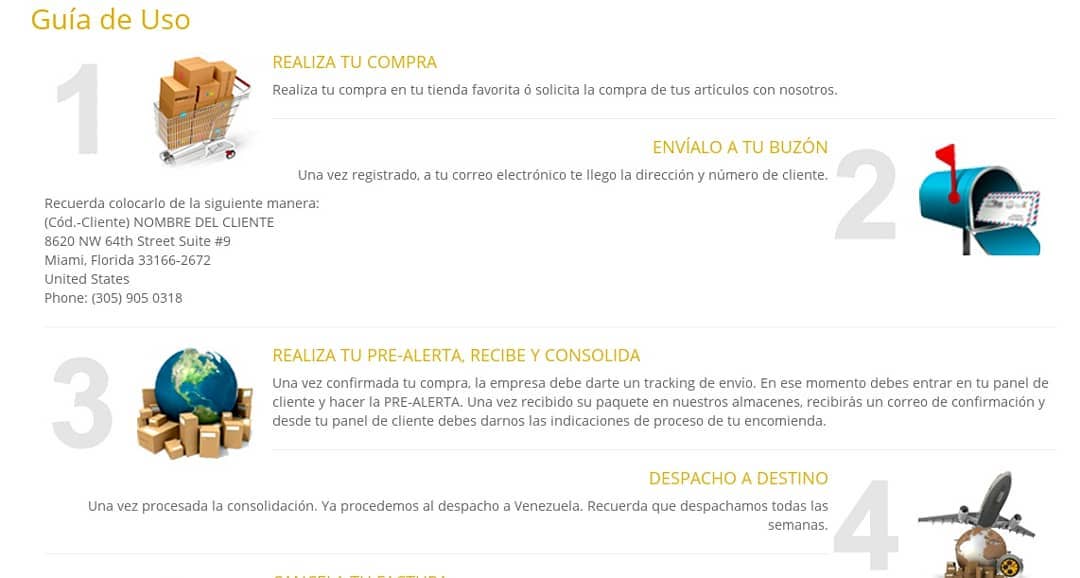 Guía de Uso
1
REALIZA TU COMPRA
Realiza tu compra en tu tienda favorita ó solicita la compra de tus artículos con nosotros.
ENVÍALO A TU BUZÓN
2
Una vez registrado, a tu correo electrónico te llego la dirección y número de cliente.
Recuerda colocarlo de la siguiente manera:
(Cód.-Cliente) NOMBRE DEL CLIENTE
8620 NW 64th Street Suite #9
Miami, Florida 33166-2672
United States
Phone: (305) 905 0318
3
REALIZA TU PRE-ALERTA, RECIBE Y CONSOLIDA
Una vez confirmada tu compra, la empresa debe darte un tracking de envío. En ese momento debes entrar en tu panel de
cliente y hacer la PRE-ALERTA. Una vez recibido su paquete en nuestros almacenes, recibirás un correo de confirmación y
desde tu panel de cliente debes darnos las indicaciones de proceso de tu encomienda.
DESPACHO A DESTINO
4
Una vez procesada la consolidación. Ya procedemos al despacho a Venezuela. Recuerda que despachamos todas las
semanas.
CANCELA TU FACTURA